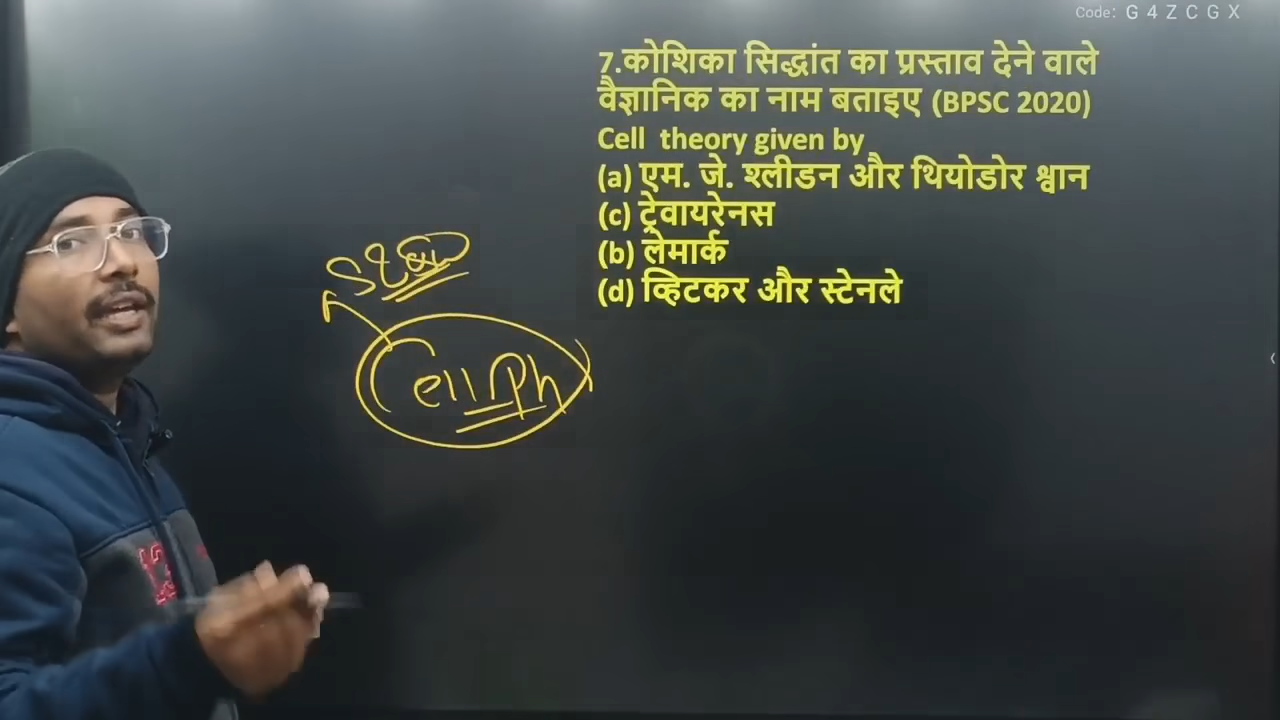 Code: G 4 Z C G X
7.कोशिका सिद्धांत का प्रस्ताव देने वाले
वैज्ञानिक का नाम बताइए (BPSC 2020)
Cell theory given by
(a) एम. जे. श्लीडन और थियोडोर श्वान
(c) ट्रेवायरेनस
(b) लेमार्क
(d) व्हिटकर और स्टेनले